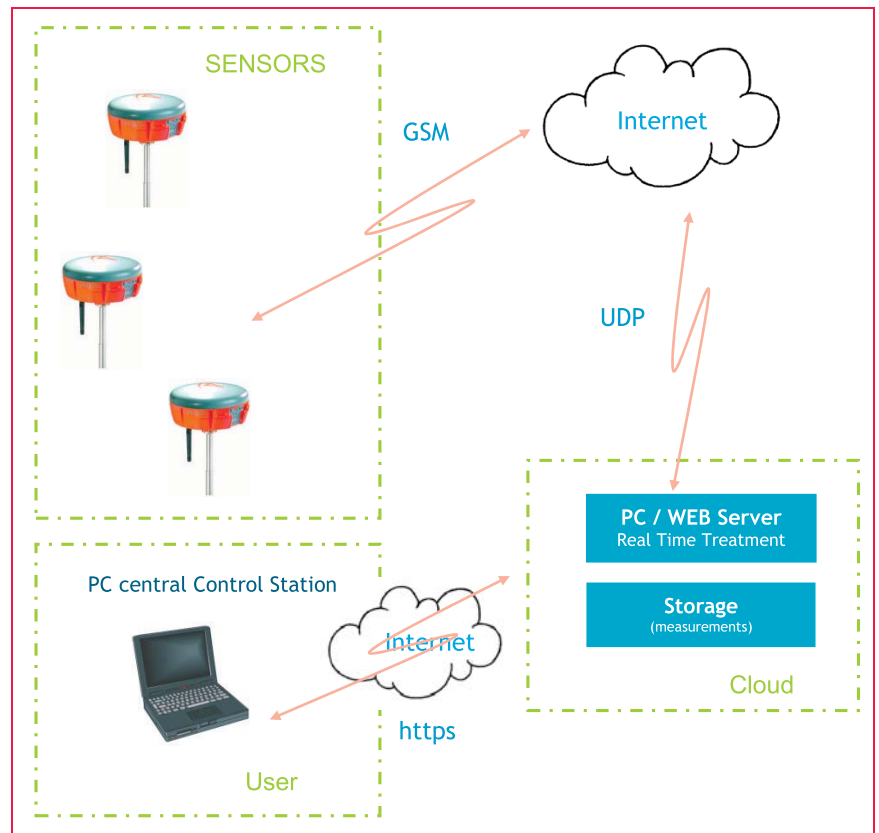 SENSORS
GSM
Internet
UDP
PC / WEB Server
Real Time Treatment
Storage
(measurements)
Cloud
PC central Control Station
Internet
https
User